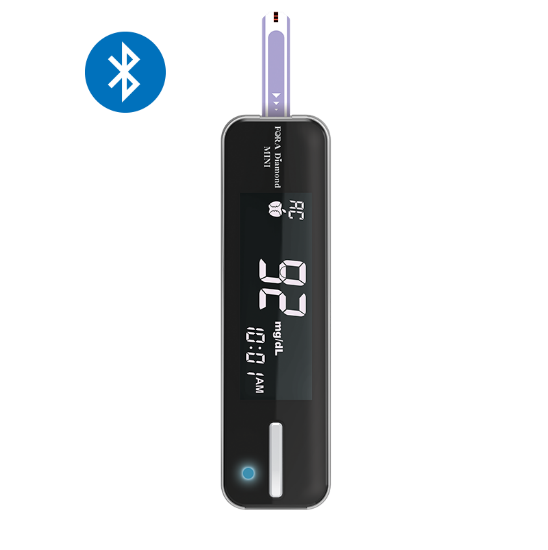 FORA Diamond
MINI
AC
92
mg/dL
10:01 AM